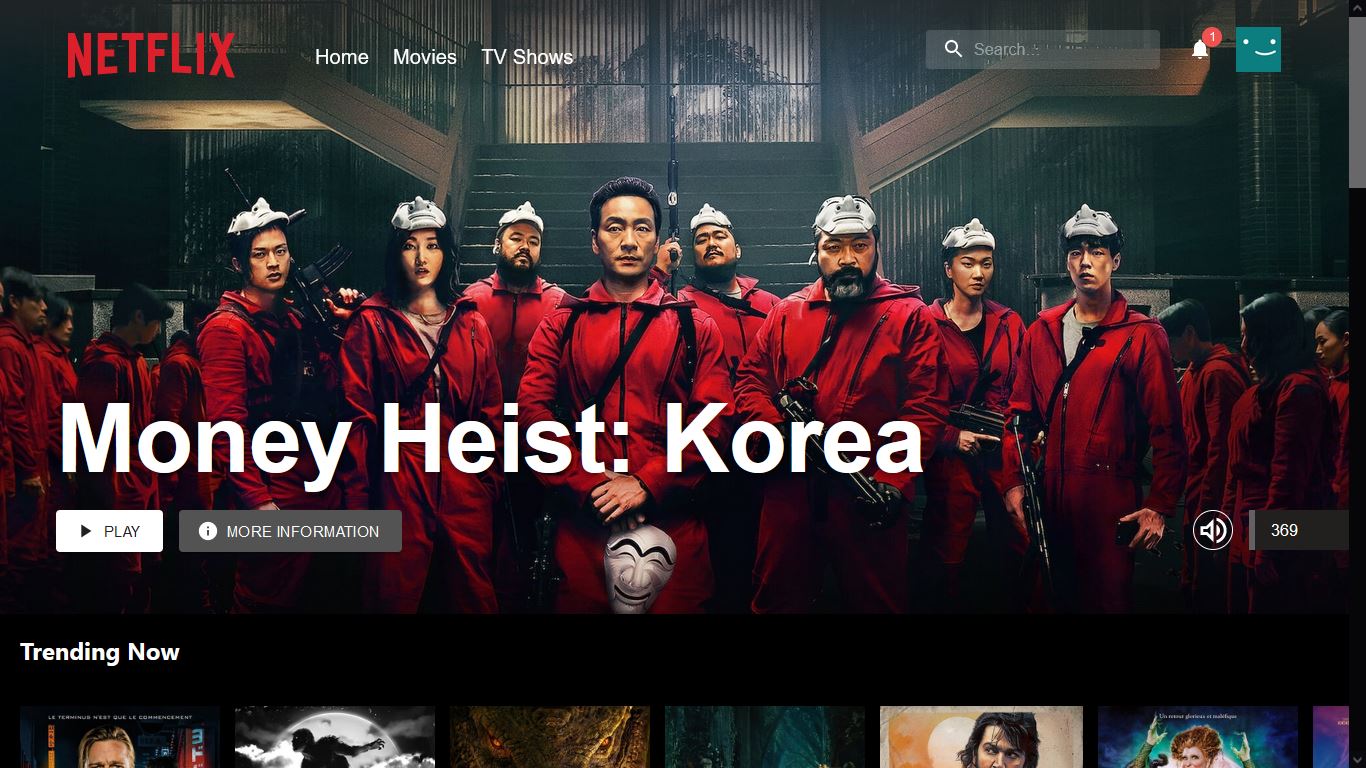 NETFLIX
Home Movies TV Shows
Search...
1
Money Heist: Korea
PLAY
MORE INFORMATION
369
Trending Now
LE TERMINUS N'EST QUE LE COMMENCEMENT
Un retour glorieux et maléfique